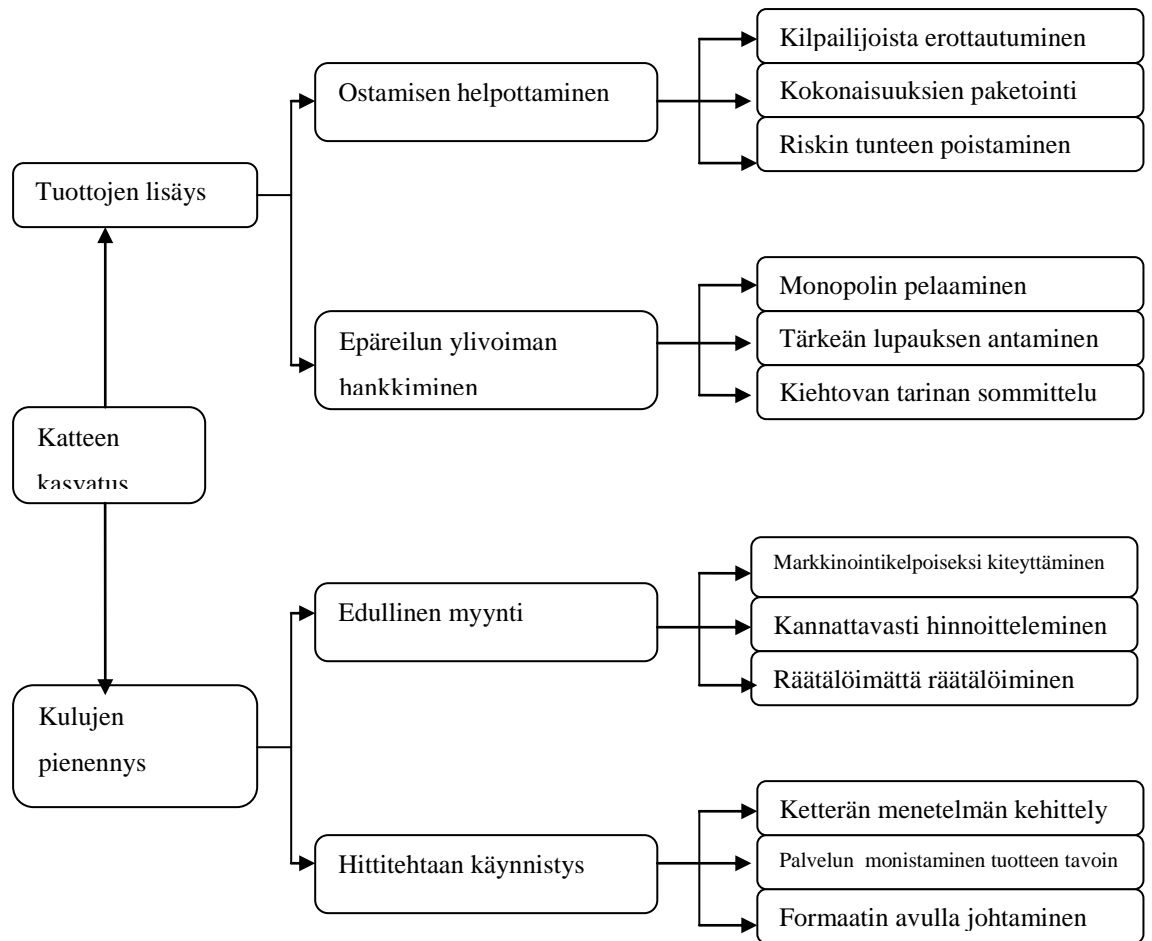 Kilpailijoista erottautuminen
Ostamisen helpottaminen
Kokonaisuuksien paketointi
Riskin tunteen poistaminen
Tuottojen lisäys
Monopolin pelaaminen
Epäreilun ylivoiman
hankkiminen
Tärkeän lupauksen antaminen
Kiehtovan tarinan sommittelu
Katteen
kasvatus
Markkinointikelpoiseksi kiteyttäminen
Edullinen myynti
Kannattavasti hinnoitteleminen
Räätälöimättä räätälöiminen
Kulujen
pienennys
Ketterän menetelmän kehittely
Hittitehtaan käynnistys
Palvelun monistaminen tuotteen tavoin
Formaatin avulla johtaminen